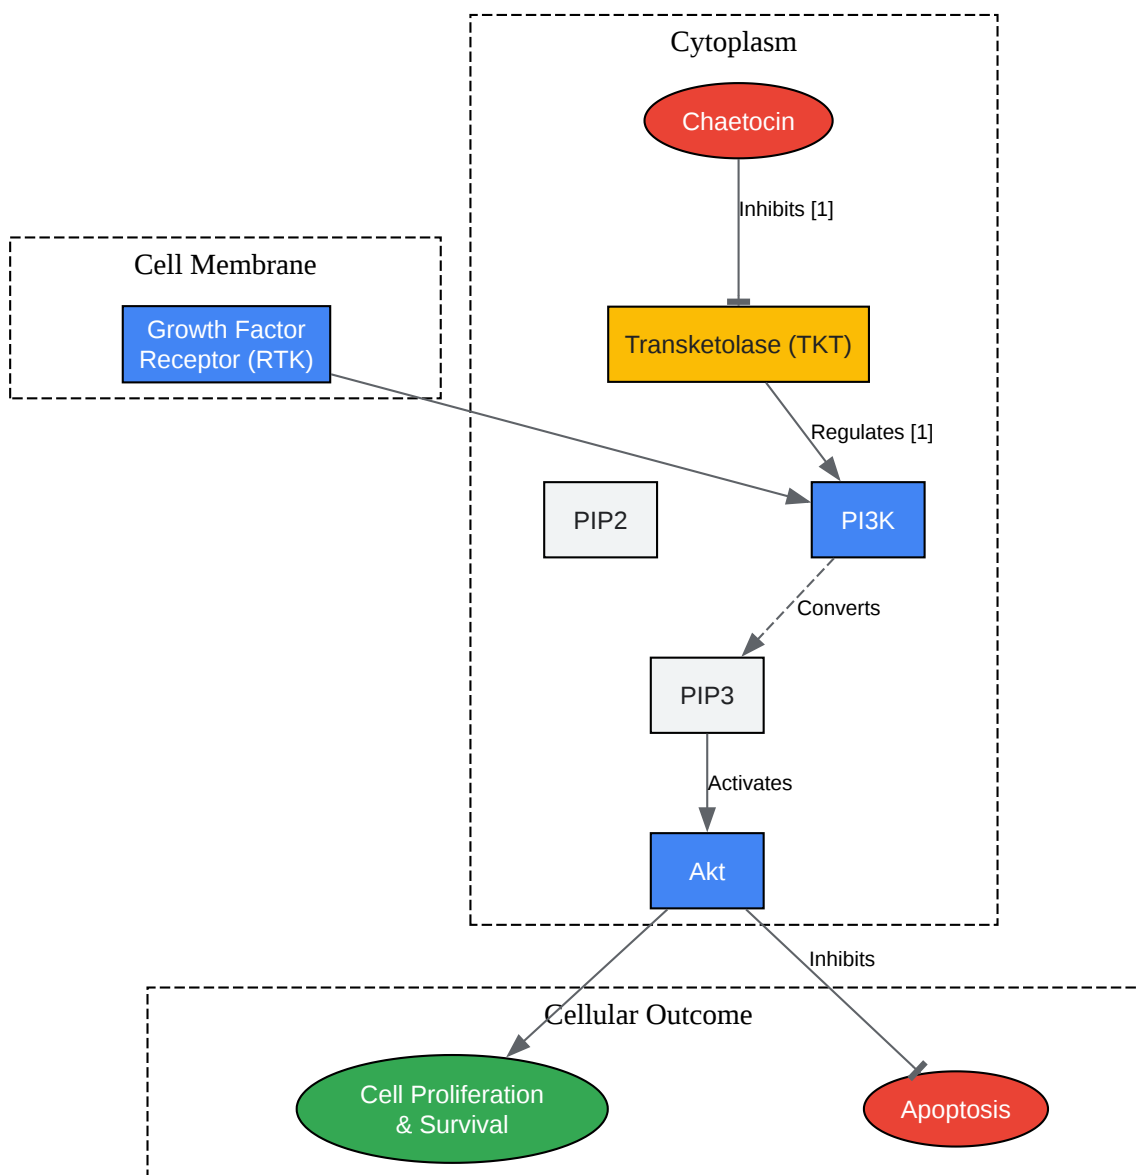 Cytoplasm
Chaetocin
Inhibits [1]
Cell Membrane
Growth Factor
Receptor (RTK)
Transketolase (TKT)
Regulates [1]
PIP2
PI3K
Converts
PIP3
Activates
Akt
Inhibits
Cellular Outcome
Cell Proliferation
& Survival
Apoptosis